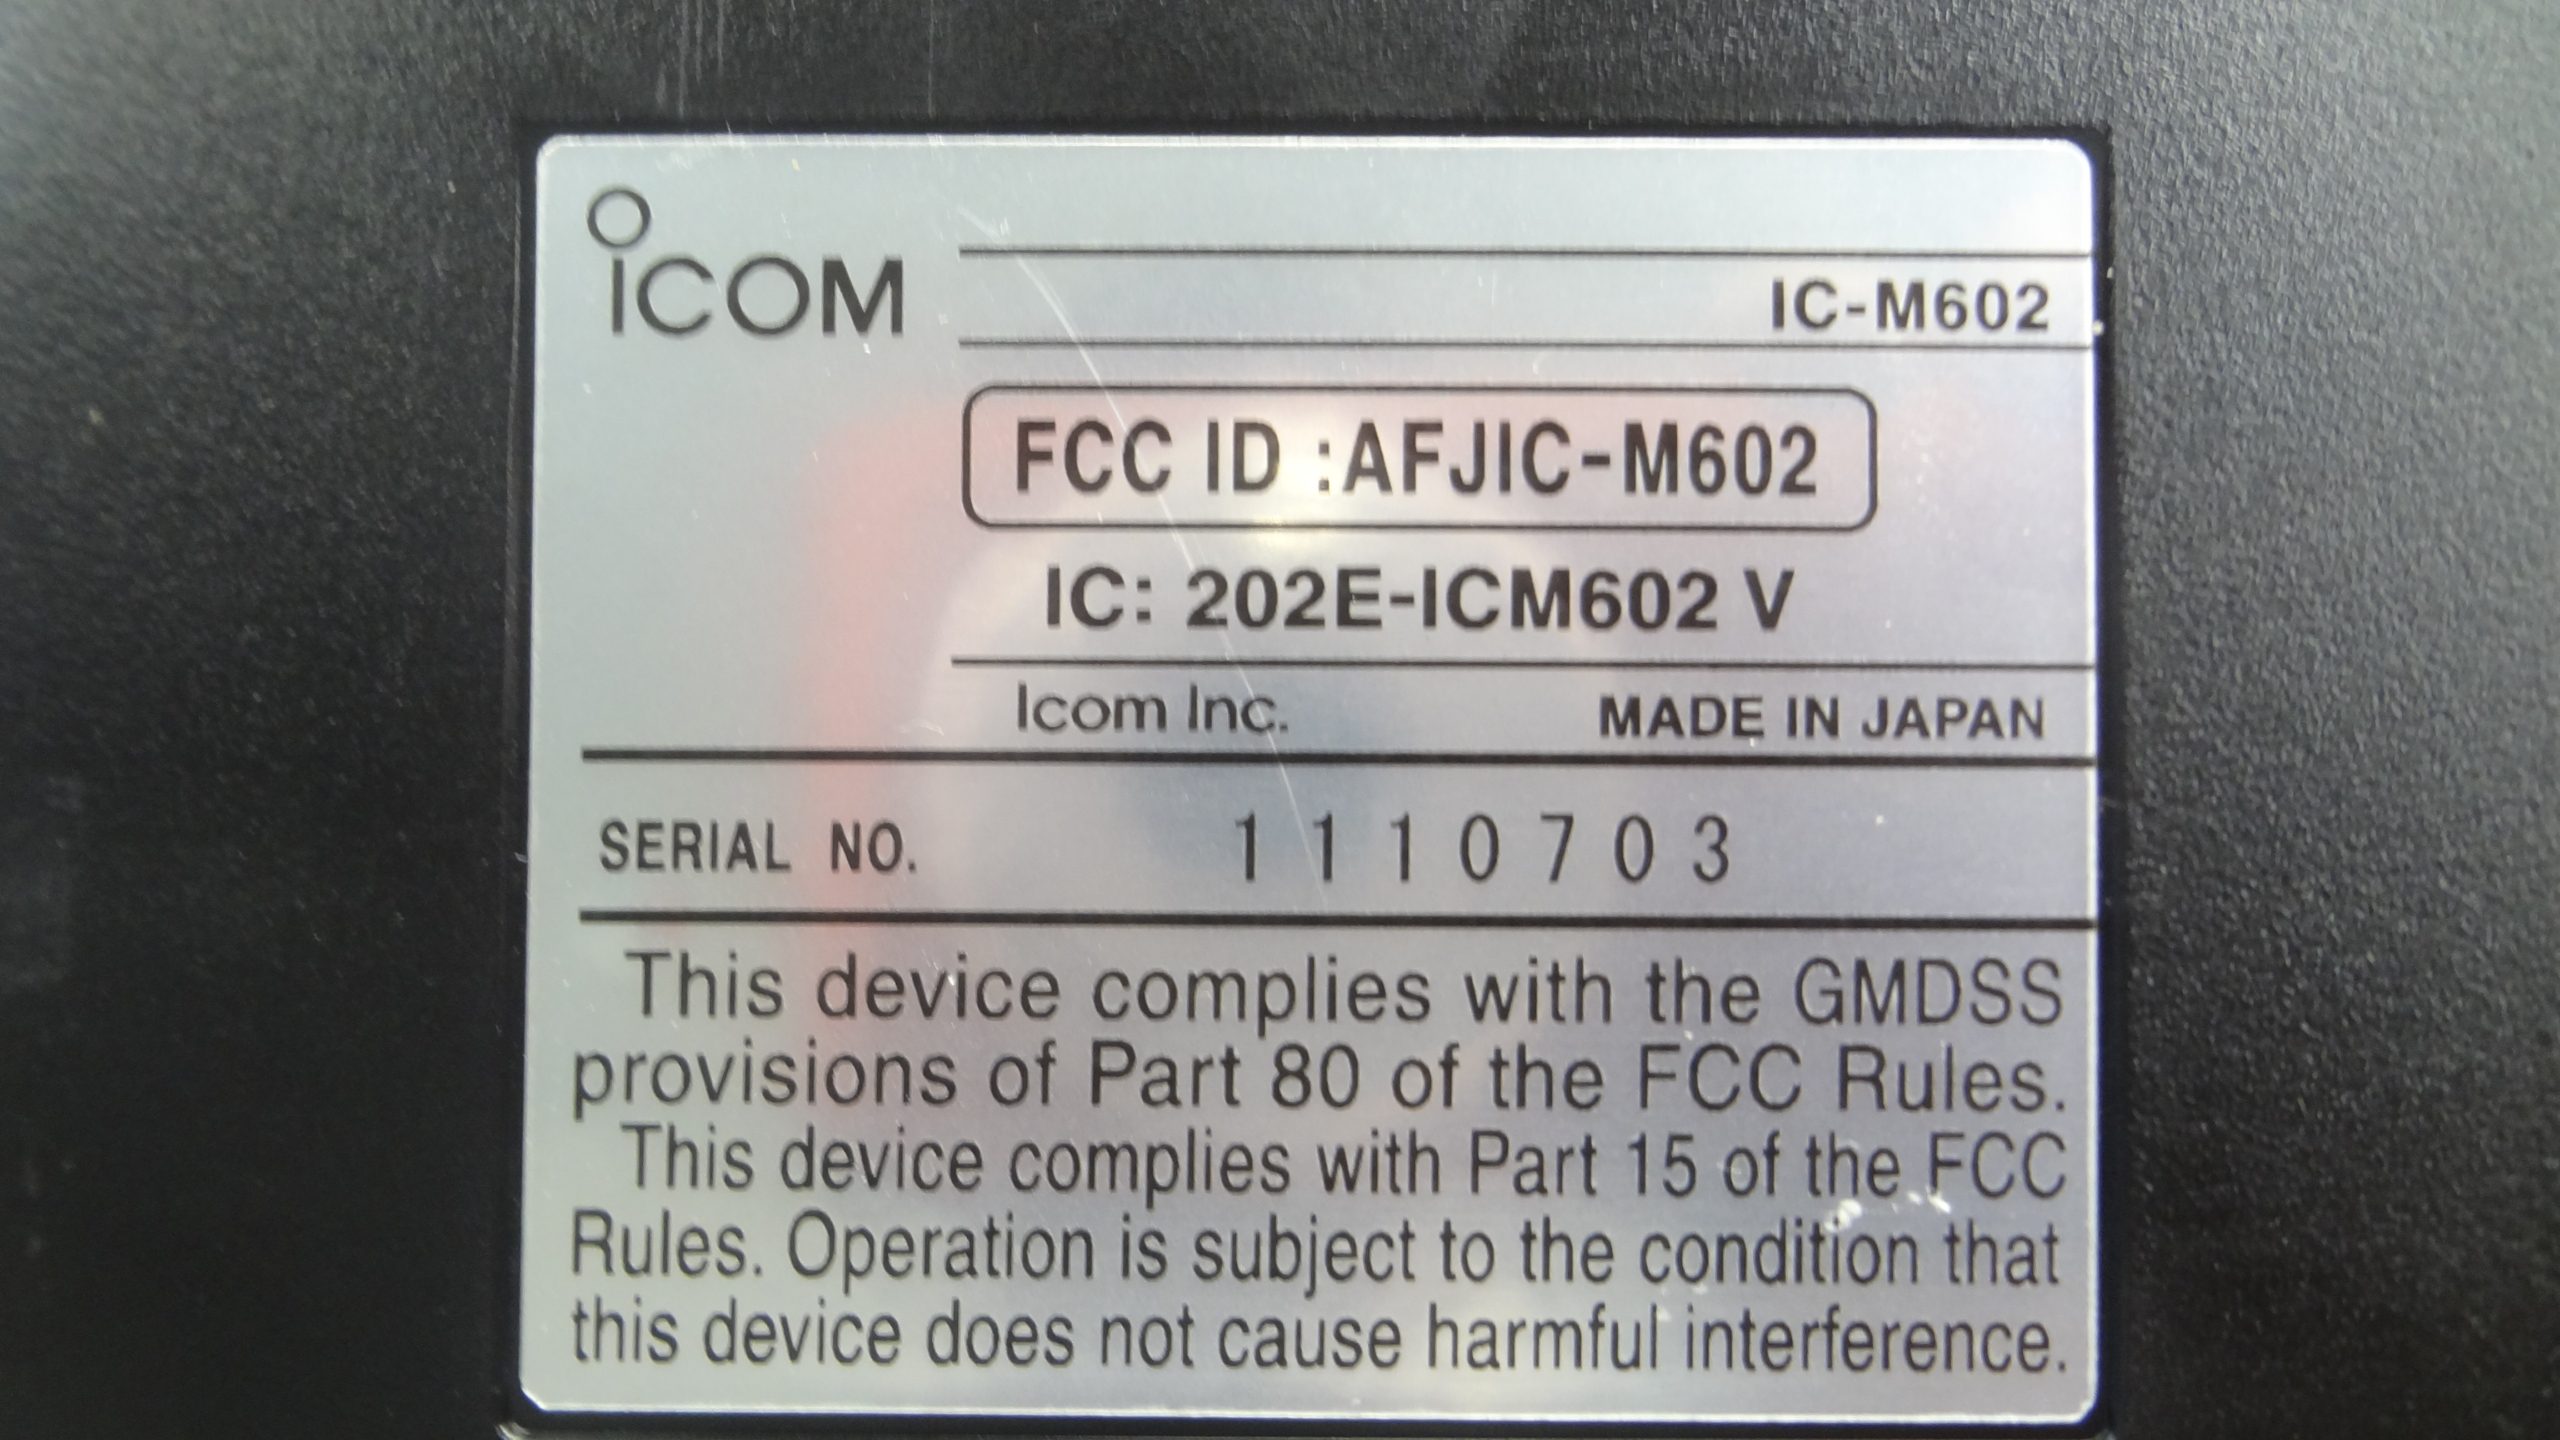 ICOM
IC-M602
FCC ID :AFJIC-M602
IC: 202E-ICM602 V
Icom Inc. MADE IN JAPAN
SERIAL NO. 1110703
This device complies with the GMDSS
provisions of Part 80 of the FCC Rules.
This device complies with Part 15 of the FCC
Rules. Operation is subject to the condition that
this device does not cause harmful interference.